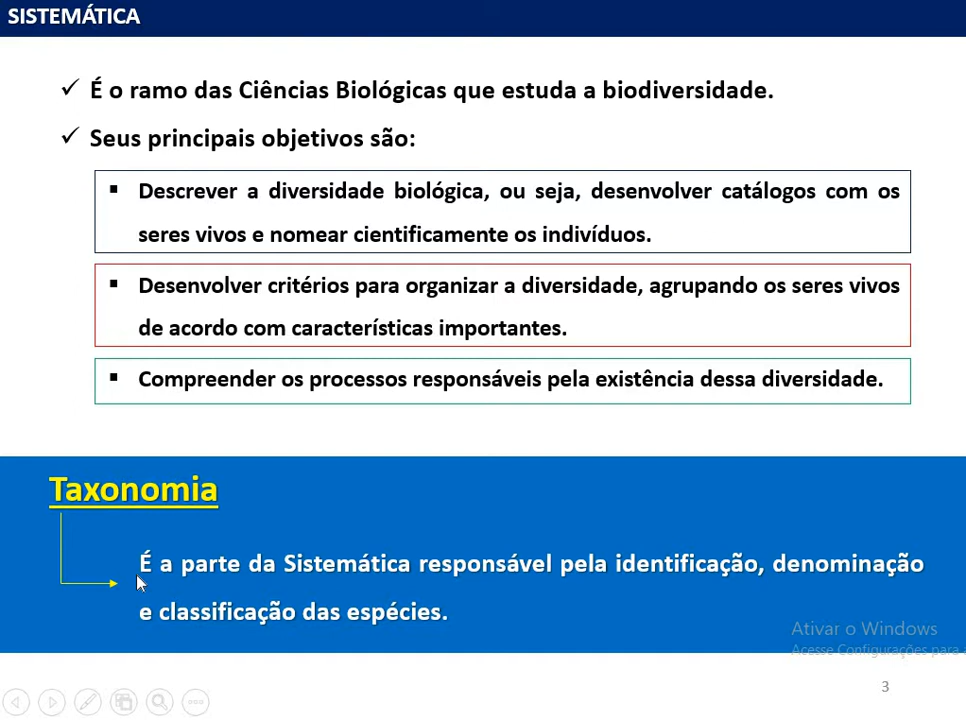 SISTEMÁTICA
✓ É o ramo das Ciências Biológicas que estuda a biodiversidade.
✓ Seus principais objetivos são:
▪ Descrever a diversidade biológica, ou seja, desenvolver catálogos com os
seres vivos e nomear cientificamente os indivíduos.
▪ Desenvolver critérios para organizar a diversidade, agrupando os seres vivos
de acordo com características importantes.
▪ Compreender os processos responsáveis pela existência dessa diversidade.
Taxonomia
É a parte da Sistemática responsável pela identificação, denominação
e classificação das espécies.
Ativar o Windows
Acesse Configurações para a
3